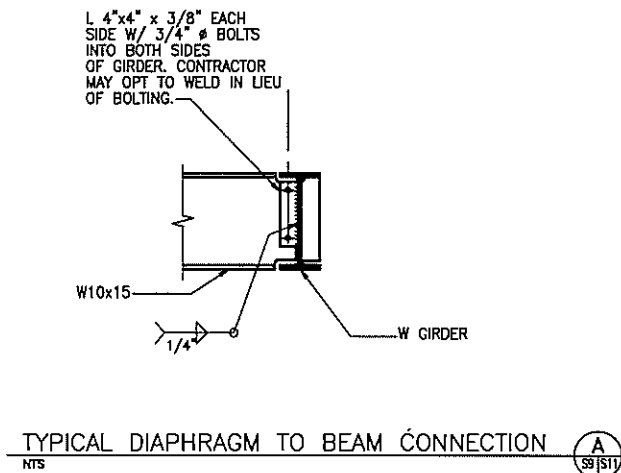 L 4"x4" x 3/8" EACH
SIDE W/ 3/4" ø BOLTS
INTO BOTH SIDES
OF GIRDER. CONTRACTOR
MAY OPT TO WELD IN LIEU
OF BOLTING.
W10x15
1/4"
W GIRDER
TYPICAL DIAPHRAGM TO BEAM CONNECTION
A
NTS
S9 S11